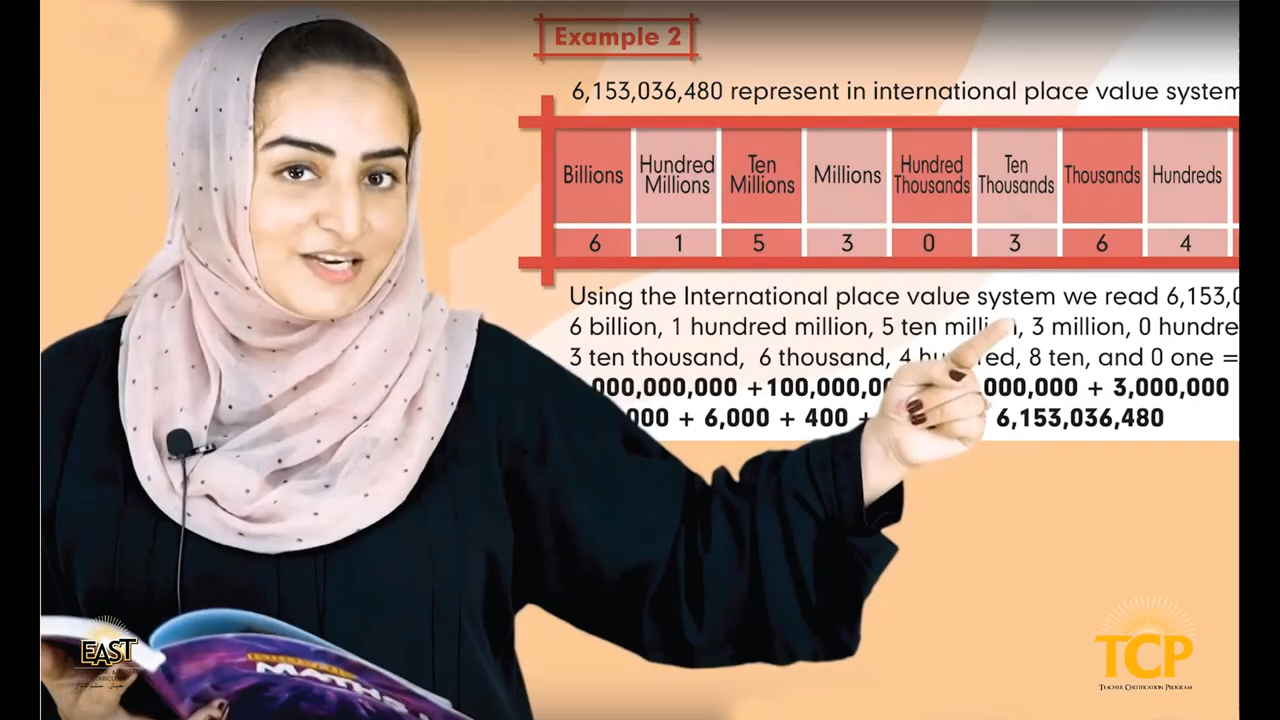 Example 2
6,153,036,480 represent in international place value system
Billions Hundred Millions Ten Millions Millions Hundred Thousands Ten Thousands Thousands Hundreds
6 1 5 3 0 3 6 4
Using the International place value system we read 6,153,0
6 billion, 1 hundred million, 5 ten million, 3 million, 0 hundre
3 ten thousand, 6 thousand, 4 hundred, 8 ten, and 0 one =
000,000,000 +100,000,00 000,000 + 3,000,000
000 + 6,000 + 400 + 6,153,036,480
EAST
MATHS
TCP
TEACHER CERTIFICATION PROGRAM